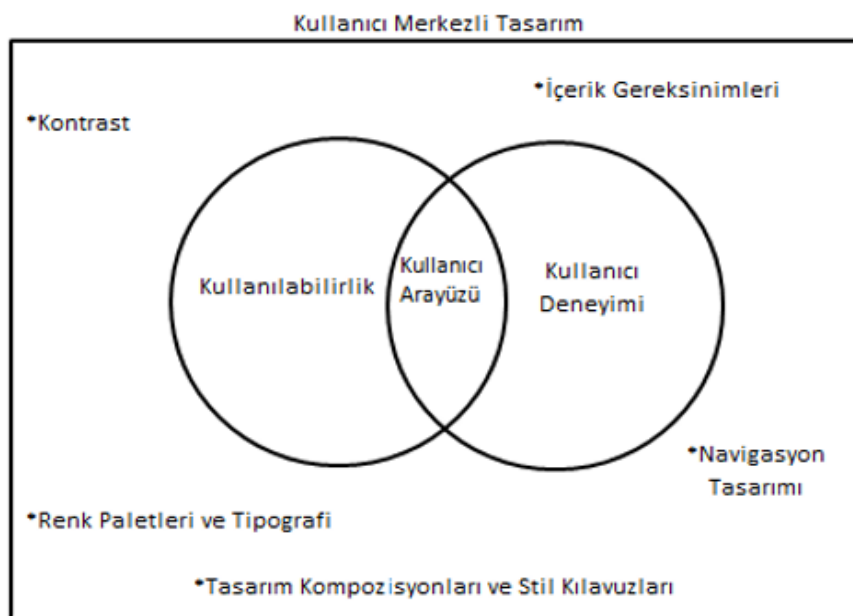 Kullanıcı Merkezli Tasarım
*İçerik Gereksinimleri
*Kontrast
Kullanılabilirlik
Kullanıcı
Arayüzü
Kullanıcı
Deneyimi
*Navigasyon
Tasarımı
*Renk Paletleri ve Tipografi
*Tasarım Kompozisyonları ve Stil Kılavuzları